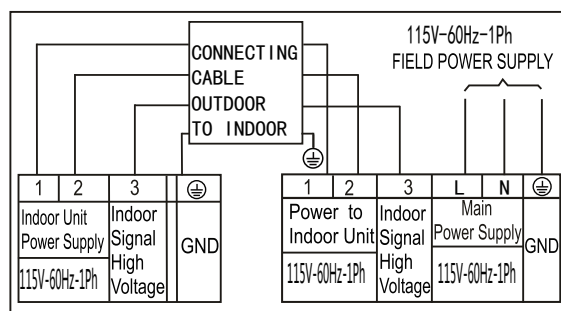 115V-60Hz-1Ph
FIELD POWER SUPPLY
CONNECTING
CABLE
OUTDOOR
TO INDOOR
1 2 3
Indoor Unit
Power Supply
115V-60Hz-1Ph
Indoor
Signal
High
Voltage
GND
1 2 3 L N
Power to
Indoor Unit
115V-60Hz-1Ph
Indoor
Signal
High
Voltage
Main
Power Supply
115V-60Hz-1Ph
GND